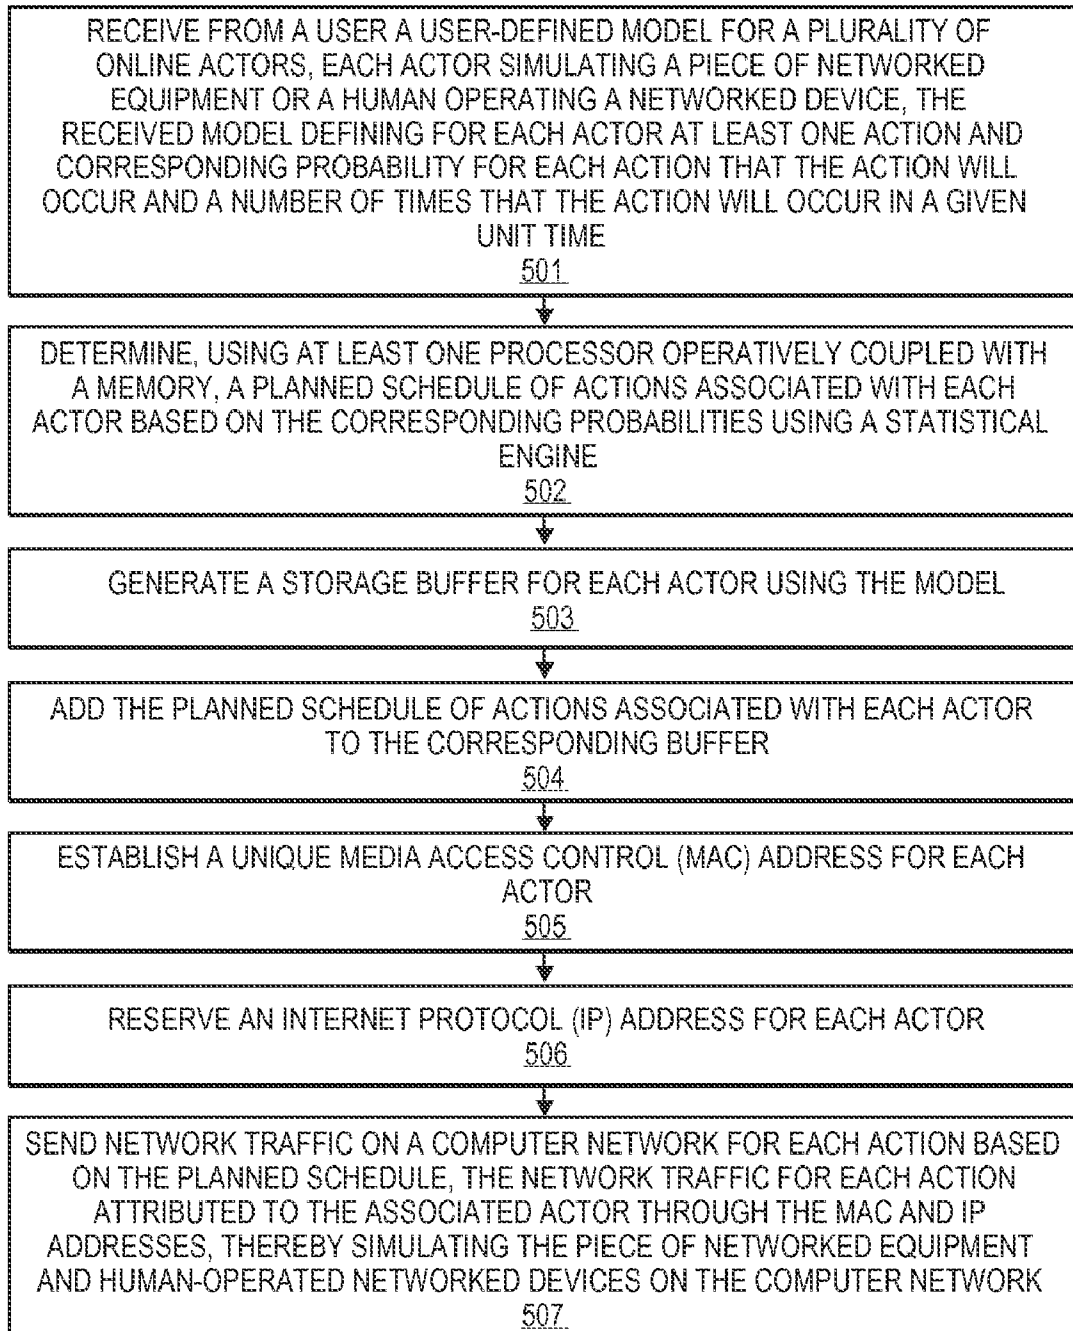 RECEIVE FROM A USER A USER-DEFINED MODEL FOR A PLURALITY OF
ONLINE ACTORS, EACH ACTOR SIMULATING A PIECE OF NETWORKED
EQUIPMENT OR A HUMAN OPERATING A NETWORKED DEVICE, THE
RECEIVED MODEL DEFINING FOR EACH ACTOR AT LEAST ONE ACTION AND
CORRESPONDING PROBABILITY FOR EACH ACTION THAT THE ACTION WILL
OCCUR AND A NUMBER OF TIMES THAT THE ACTION WILL OCCUR IN A GIVEN
UNIT TIME
501
DETERMINE, USING AT LEAST ONE PROCESSOR OPERATIVELY COUPLED WITH
A MEMORY, A PLANNED SCHEDULE OF ACTIONS ASSOCIATED WITH EACH
ACTOR BASED ON THE CORRESPONDING PROBABILITIES USING A STATISTICAL
ENGINE
502
GENERATE A STORAGE BUFFER FOR EACH ACTOR USING THE MODEL
503
ADD THE PLANNED SCHEDULE OF ACTIONS ASSOCIATED WITH EACH ACTOR
TO THE CORRESPONDING BUFFER
504
ESTABLISH A UNIQUE MEDIA ACCESS CONTROL (MAC) ADDRESS FOR EACH
ACTOR
505
RESERVE AN INTERNET PROTOCOL (IP) ADDRESS FOR EACH ACTOR
506
SEND NETWORK TRAFFIC ON A COMPUTER NETWORK FOR EACH ACTION BASED
ON THE PLANNED SCHEDULE, THE NETWORK TRAFFIC FOR EACH ACTION
ATTRIBUTED TO THE ASSOCIATED ACTOR THROUGH THE MAC AND IP
ADDRESSES, THEREBY SIMULATING THE PIECE OF NETWORKED EQUIPMENT
AND HUMAN-OPERATED NETWORKED DEVICES ON THE COMPUTER NETWORK
507